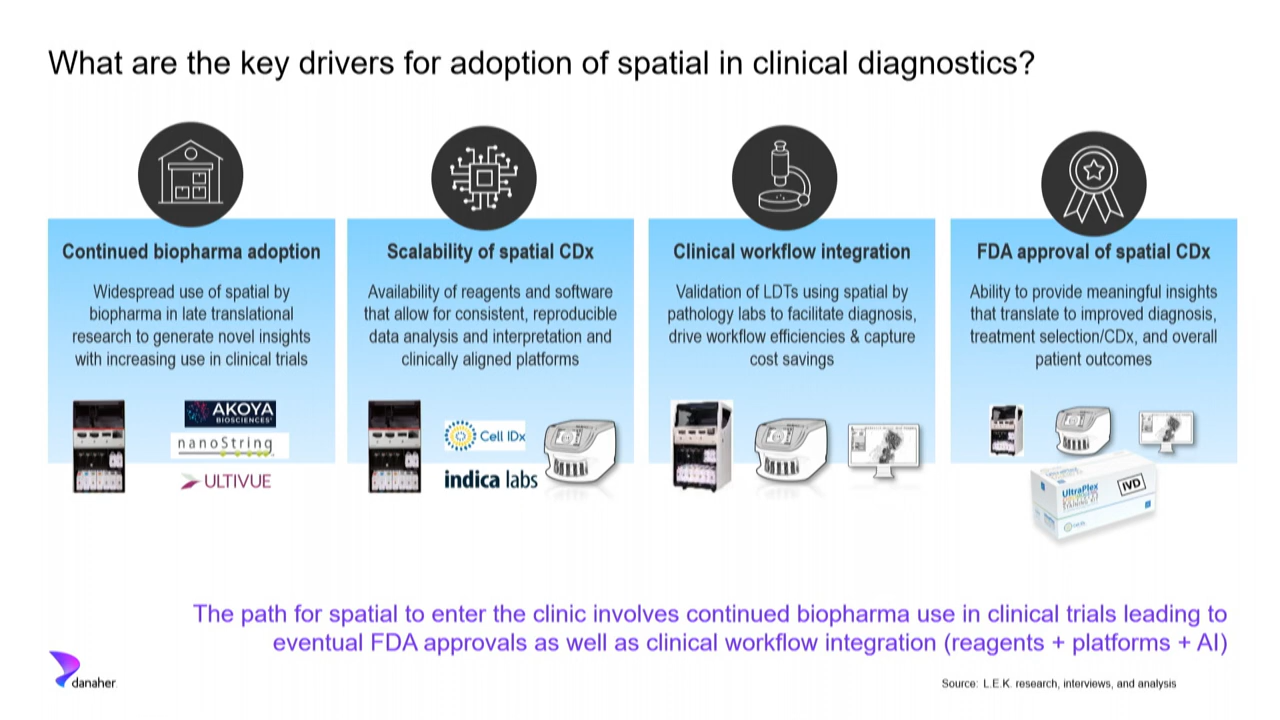 What are the key drivers for adoption of spatial in clinical diagnostics?
Continued biopharma adoption
Widespread use of spatial by
biopharma in late translational
research to generate novel insights
with increasing use in clinical trials
AKOYA
BIOSCIENCES
nanoString
ULTIVUE
Scalability of spatial CDx
Availability of reagents and software
that allow for consistent, reproducible
data analysis and interpretation and
clinically aligned platforms
Cell IDx
indica labs
Clinical workflow integration
Validation of LDTs using spatial by
pathology labs to facilitate diagnosis,
drive workflow efficiencies & capture
cost savings
FDA approval of spatial CDx
Ability to provide meaningful insights
that translate to improved diagnosis,
treatment selection/CDx, and overall
patient outcomes
UltraPlex
IVD
The path for spatial to enter the clinic involves continued biopharma use in clinical trials leading to
eventual FDA approvals as well as clinical workflow integration (reagents + platforms + AI)
danaher
Source: L.E.K. research, interviews, and analysis